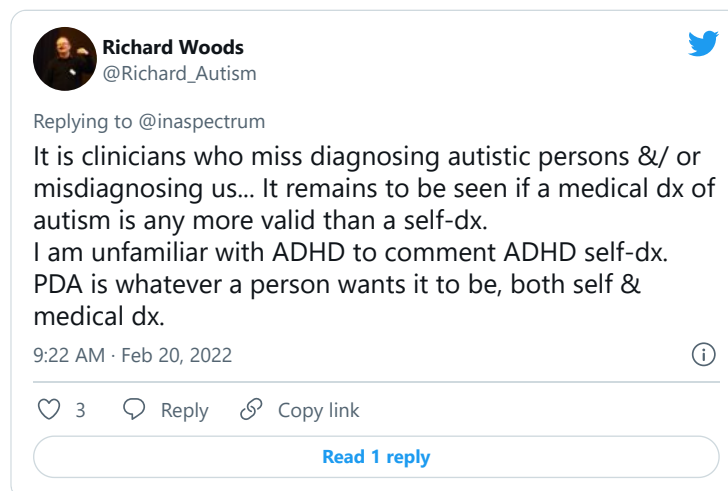 Richard Woods
@Richard_Autism
Replying to @inaspectrum
It is clinicians who miss diagnosing autistic persons &/ or
misdiagnosing us... It remains to be seen if a medical dx of
autism is any more valid than a self-dx.
I am unfamiliar with ADHD to comment ADHD self-dx.
PDA is whatever a person wants it to be, both self &
medical dx.
9:22 AM · Feb 20, 2022
3 Reply Copy link
Read 1 reply